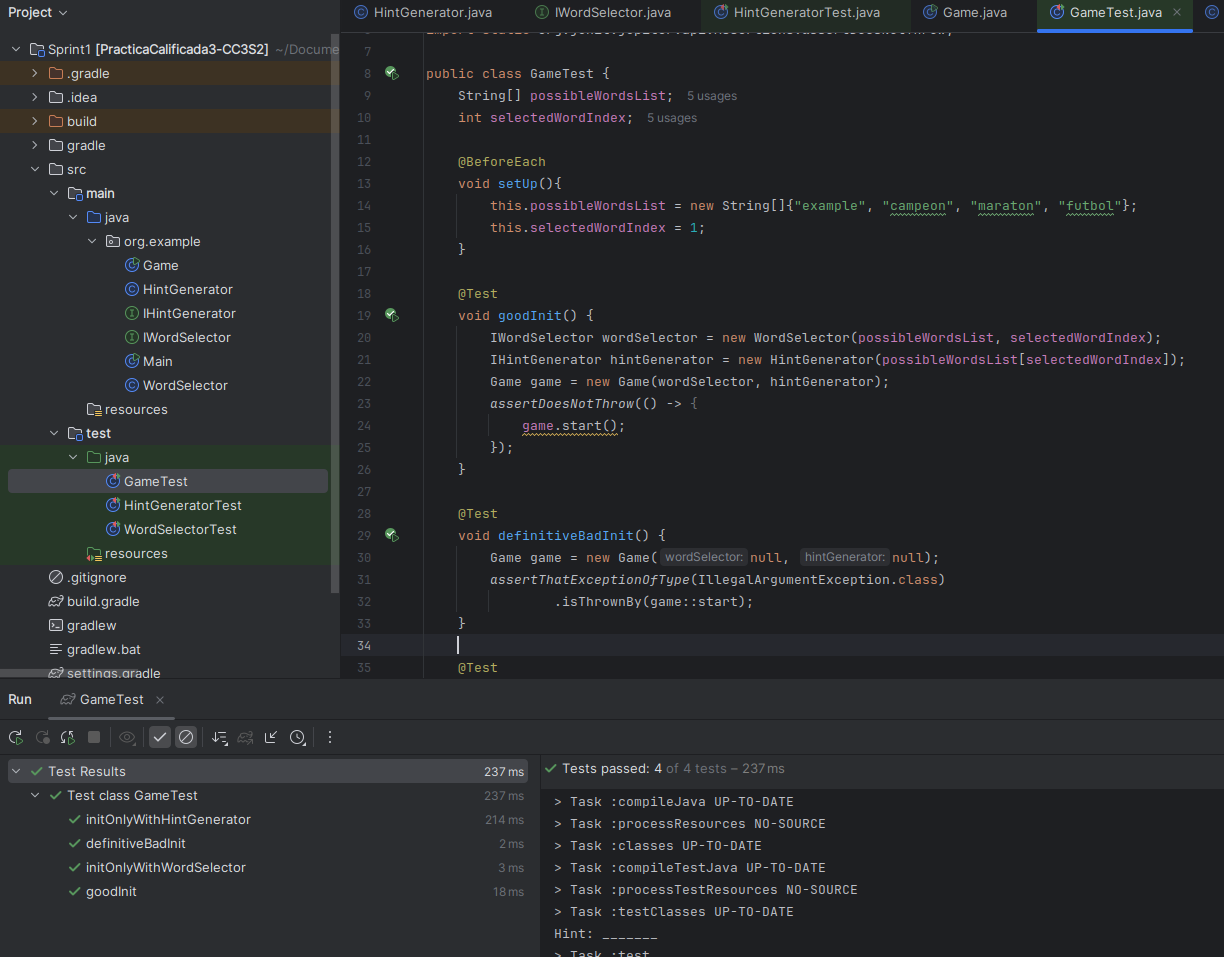 Project
HintGenerator.java
IWordSelector.java
HintGeneratorTest.java
Game.java
GameTest.java
Sprint1 [PracticaCalificada3-CC3S2] ~/Docume
.gradle
.idea
build
gradle
src
main
java
org.example
Game
HintGenerator
IHintGenerator
IWordSelector
Main
WordSelector
resources
test
java
GameTest
HintGeneratorTest
WordSelectorTest
resources
.gitignore
build.gradle
gradlew
gradlew.bat
settings.gradle
7
8 public class GameTest {
9 String[] possibleWordsList; 5 usages
10 int selectedWordIndex; 5 usages
11
12 @BeforeEach
13 void setUp(){
14 this.possibleWordsList = new String[]{"example", "campeon", "maraton", "futbol"};
15 this.selectedWordIndex = 1;
16 }
17
18 @Test
19 void goodInit() {
20 IWordSelector wordSelector = new WordSelector(possibleWordsList, selectedWordIndex);
21 IHintGenerator hintGenerator = new HintGenerator(possibleWordsList[selectedWordIndex]);
22 Game game = new Game(wordSelector, hintGenerator);
23 assertDoesNotThrow(() -> {
24 game.start();
25 });
26 }
27
28 @Test
29 void definitiveBadInit() {
30 Game game = new Game( wordSelector: null, hintGenerator: null);
31 assertThatExceptionOfType(IllegalArgumentException.class)
32 .isThrownBy(game::start);
33 }
34
35 @Test
Run GameTest
Test Results 237 ms
Test class GameTest 237 ms
initOnlyWithHintGenerator 214 ms
definitiveBadInit 2 ms
initOnlyWithWordSelector 3 ms
goodInit 18 ms
Tests passed: 4 of 4 tests – 237 ms
> Task :compileJava UP-TO-DATE
> Task :processResources NO-SOURCE
> Task :classes UP-TO-DATE
> Task :compileTestJava UP-TO-DATE
> Task :processTestResources NO-SOURCE
> Task :testClasses UP-TO-DATE
Hint: _______
> Task :test